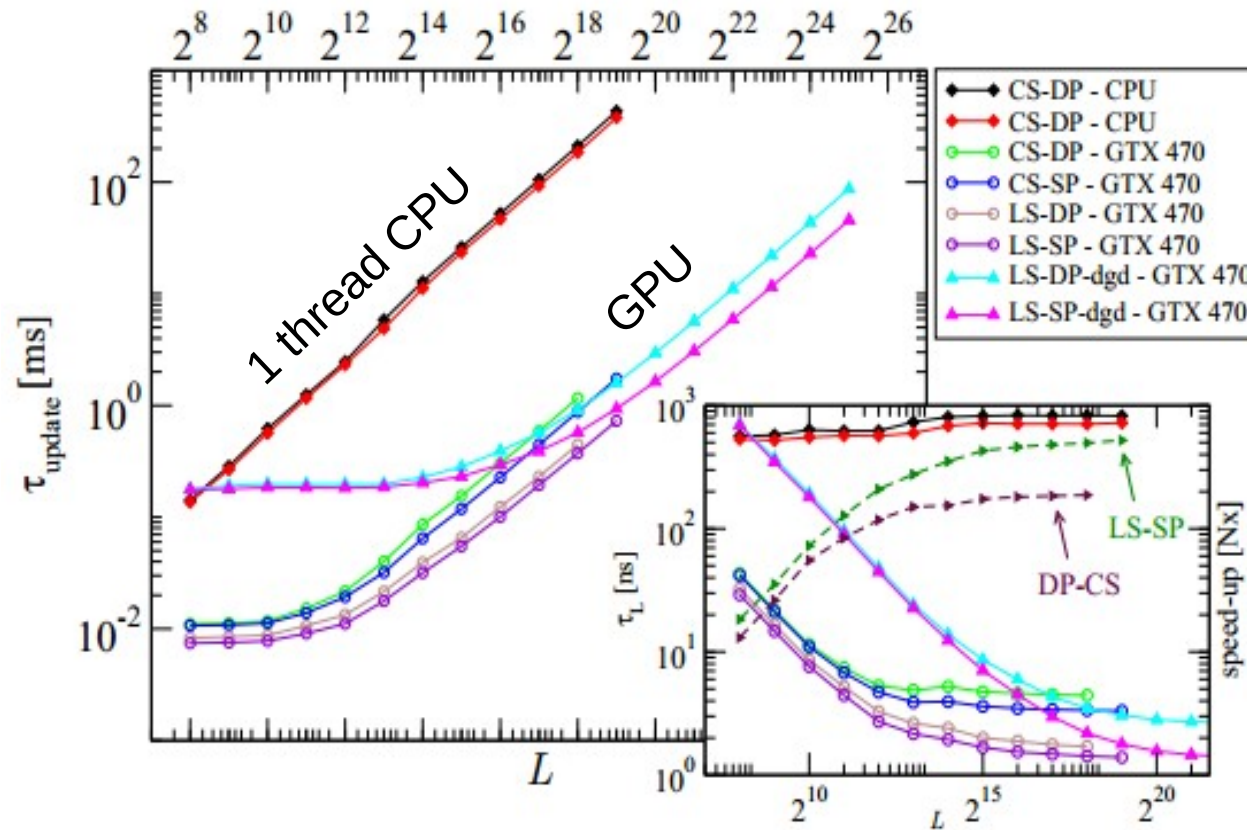 2^8 2^10 2^12 2^14 2^16 2^18 2^20 2^22 2^24 2^26
CS-DP - CPU
CS-DP - CPU
CS-DP - GTX 470
CS-SP - GTX 470
LS-DP - GTX 470
LS-SP - GTX 470
LS-DP-dgd - GTX 470
LS-SP-dgd - GTX 470
10^2
10^0
10^-2
τ_update [ms]
1 thread CPU
GPU
L
10^3
10^2
10^1
10^0
τ_L [ns]
LS-SP
DP-CS
speed-up [Nx]
2^10 2^15 2^20
L